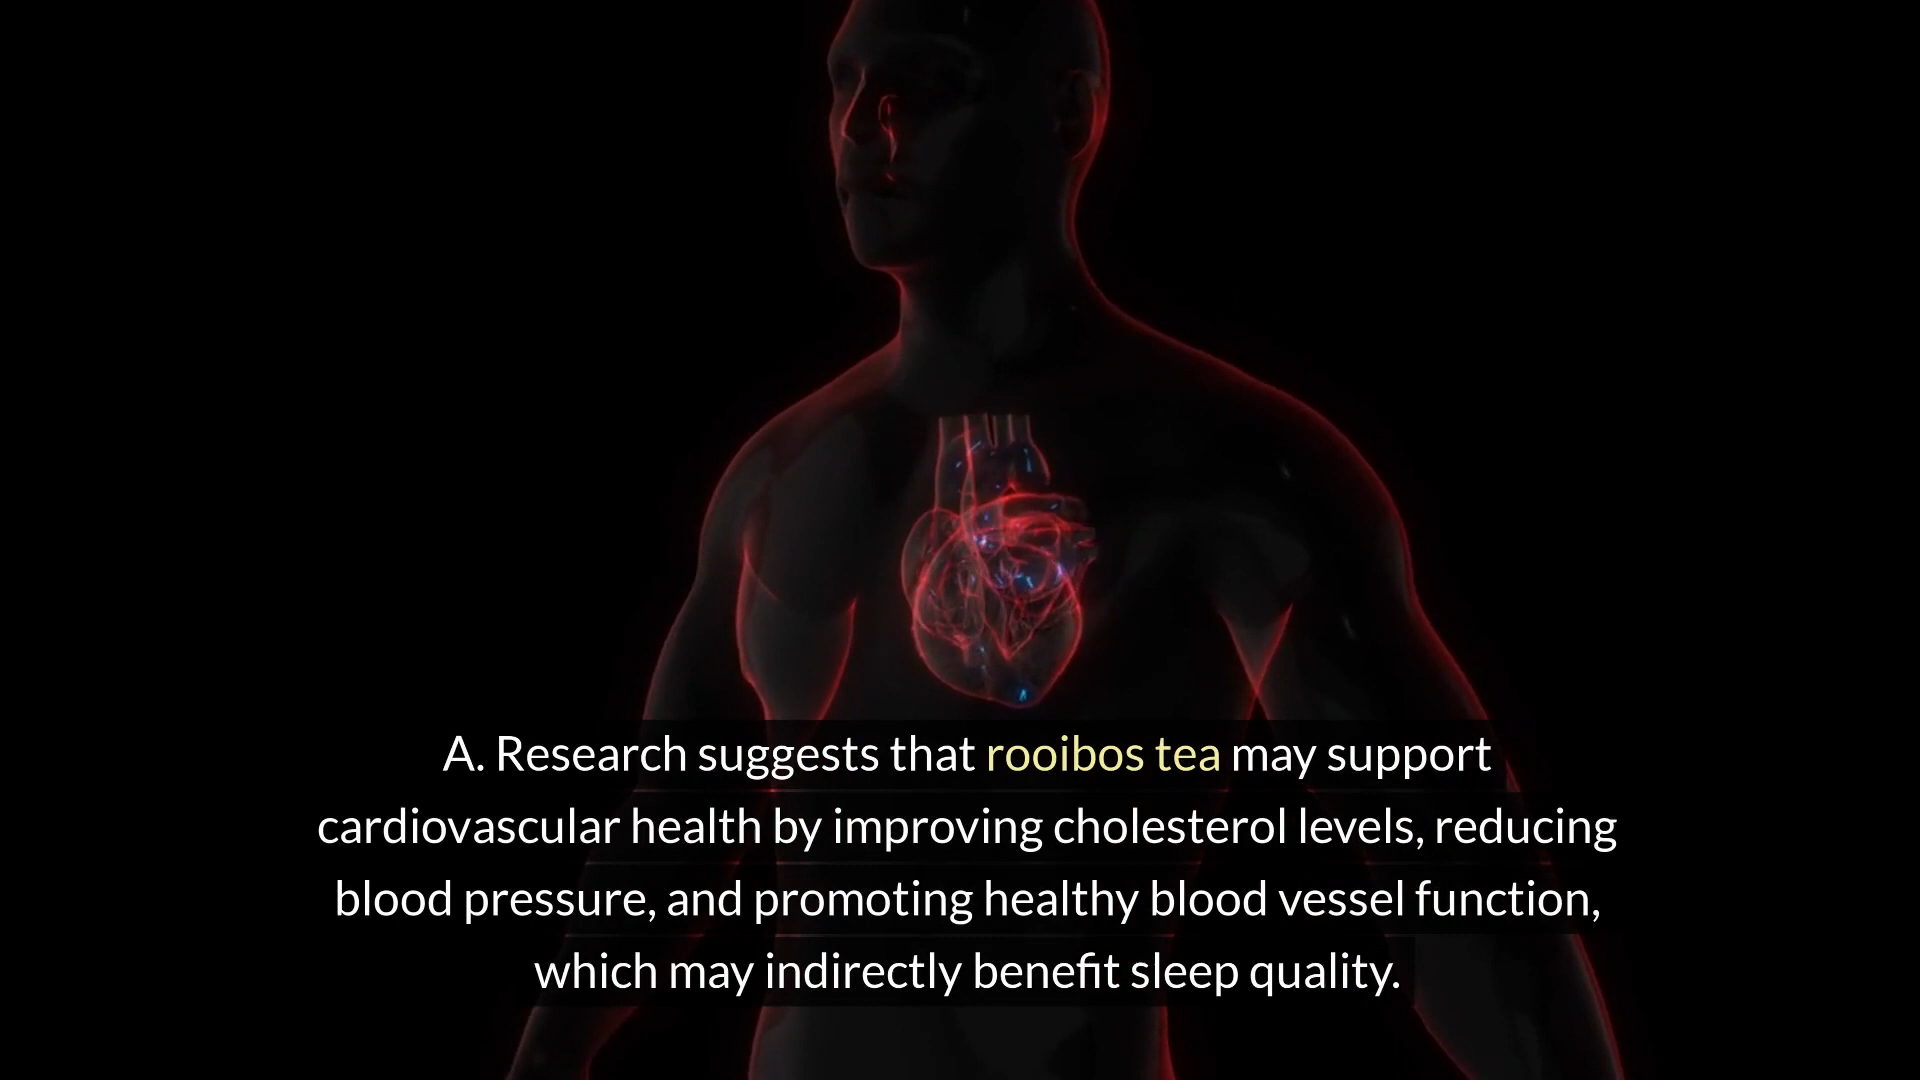 A. Research suggests that rooibos tea may support
cardiovascular health by improving cholesterol levels, reducing
blood pressure, and promoting healthy blood vessel function,
which may indirectly benefit sleep quality.